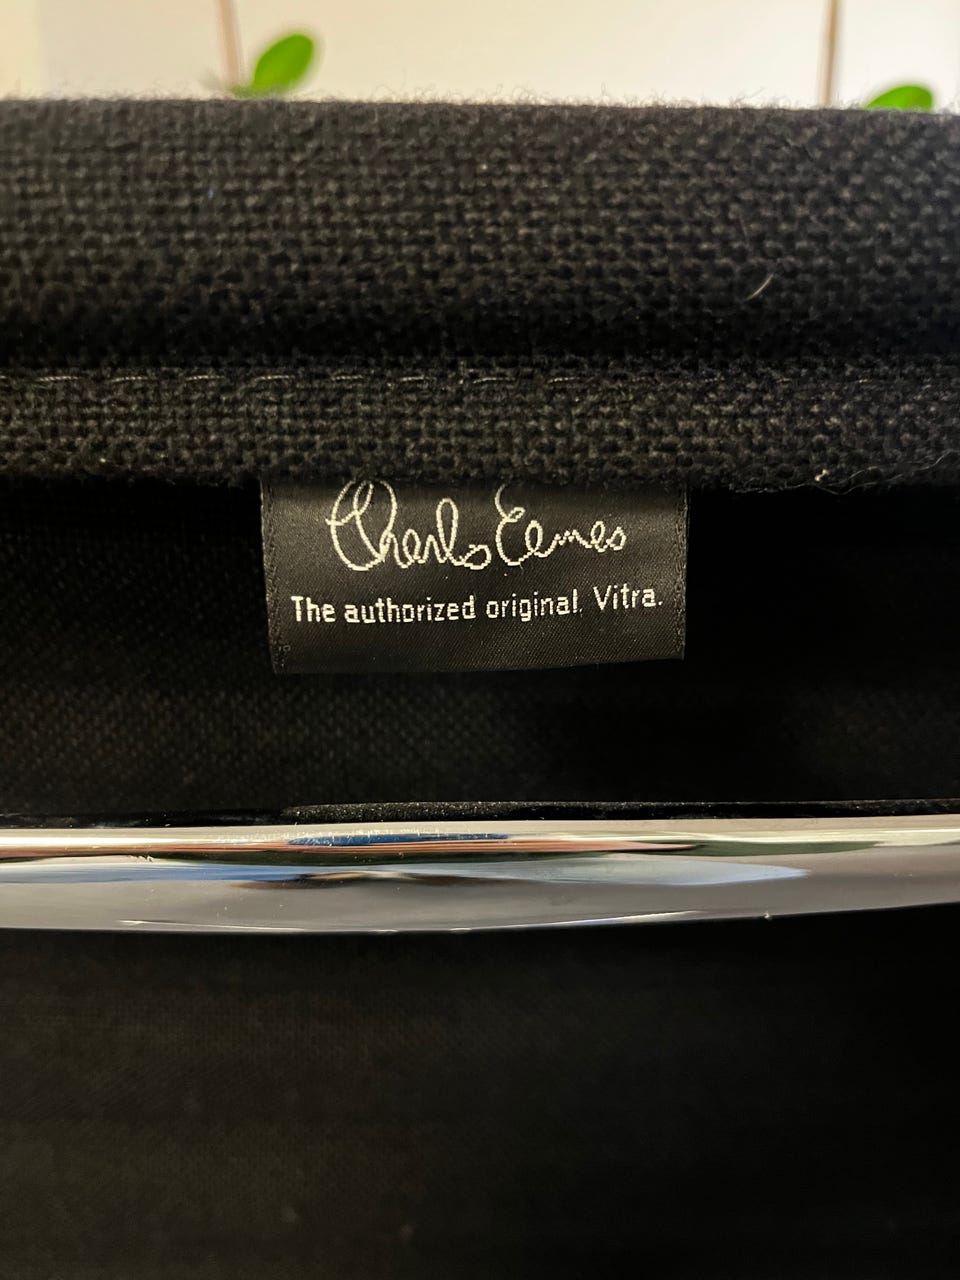 Charles Eames
The authorized original. Vitra.